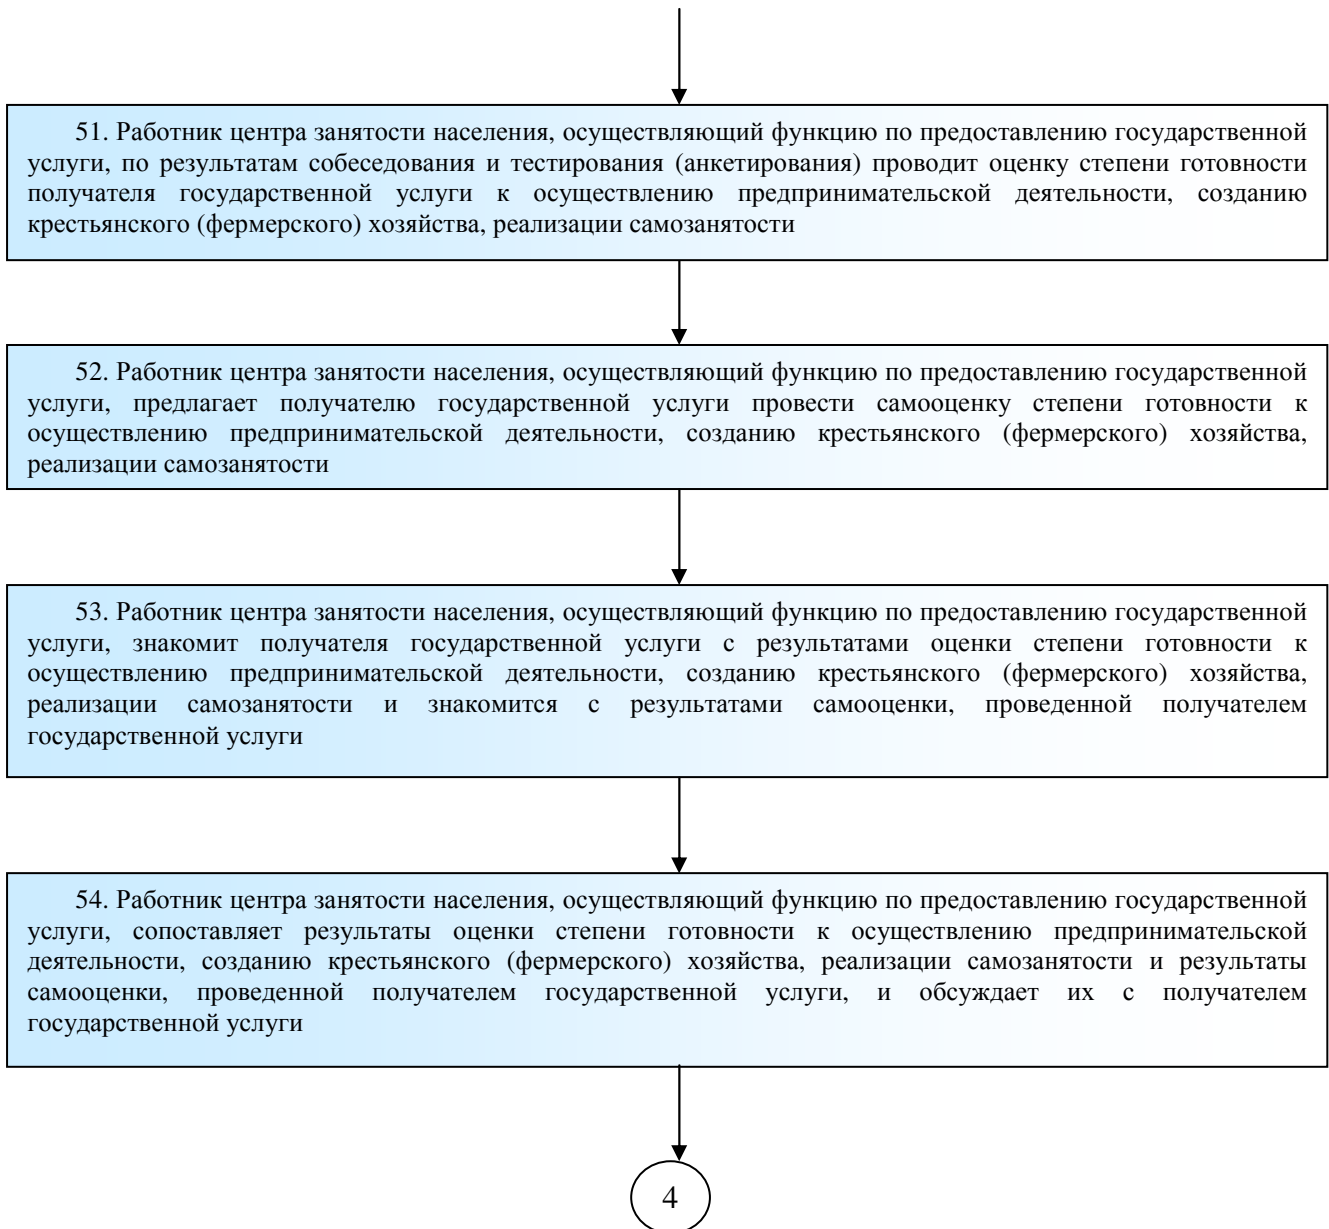 51. Работник центра занятости населения, осуществляющий функцию по предоставлению государственной
услуги, по результатам собеседования и тестирования (анкетирования) проводит оценку степени готовности
получателя государственной услуги к осуществлению предпринимательской деятельности, созданию
крестьянского (фермерского) хозяйства, реализации самозанятости
52. Работник центра занятости населения, осуществляющий функцию по предоставлению государственной
услуги, предлагает получателю государственной услуги провести самооценку степени готовности к
осуществлению предпринимательской деятельности, созданию крестьянского (фермерского) хозяйства,
реализации самозанятости
53. Работник центра занятости населения, осуществляющий функцию по предоставлению государственной
услуги, знакомит получателя государственной услуги с результатами оценки степени готовности к
осуществлению предпринимательской деятельности, созданию крестьянского (фермерского) хозяйства,
реализации самозанятости и знакомится с результатами самооценки, проведенной получателем
государственной услуги
54. Работник центра занятости населения, осуществляющий функцию по предоставлению государственной
услуги, сопоставляет результаты оценки степени готовности к осуществлению предпринимательской
деятельности, созданию крестьянского (фермерского) хозяйства, реализации самозанятости и результаты
самооценки, проведенной получателем государственной услуги, и обсуждает их с получателем
государственной услуги
4